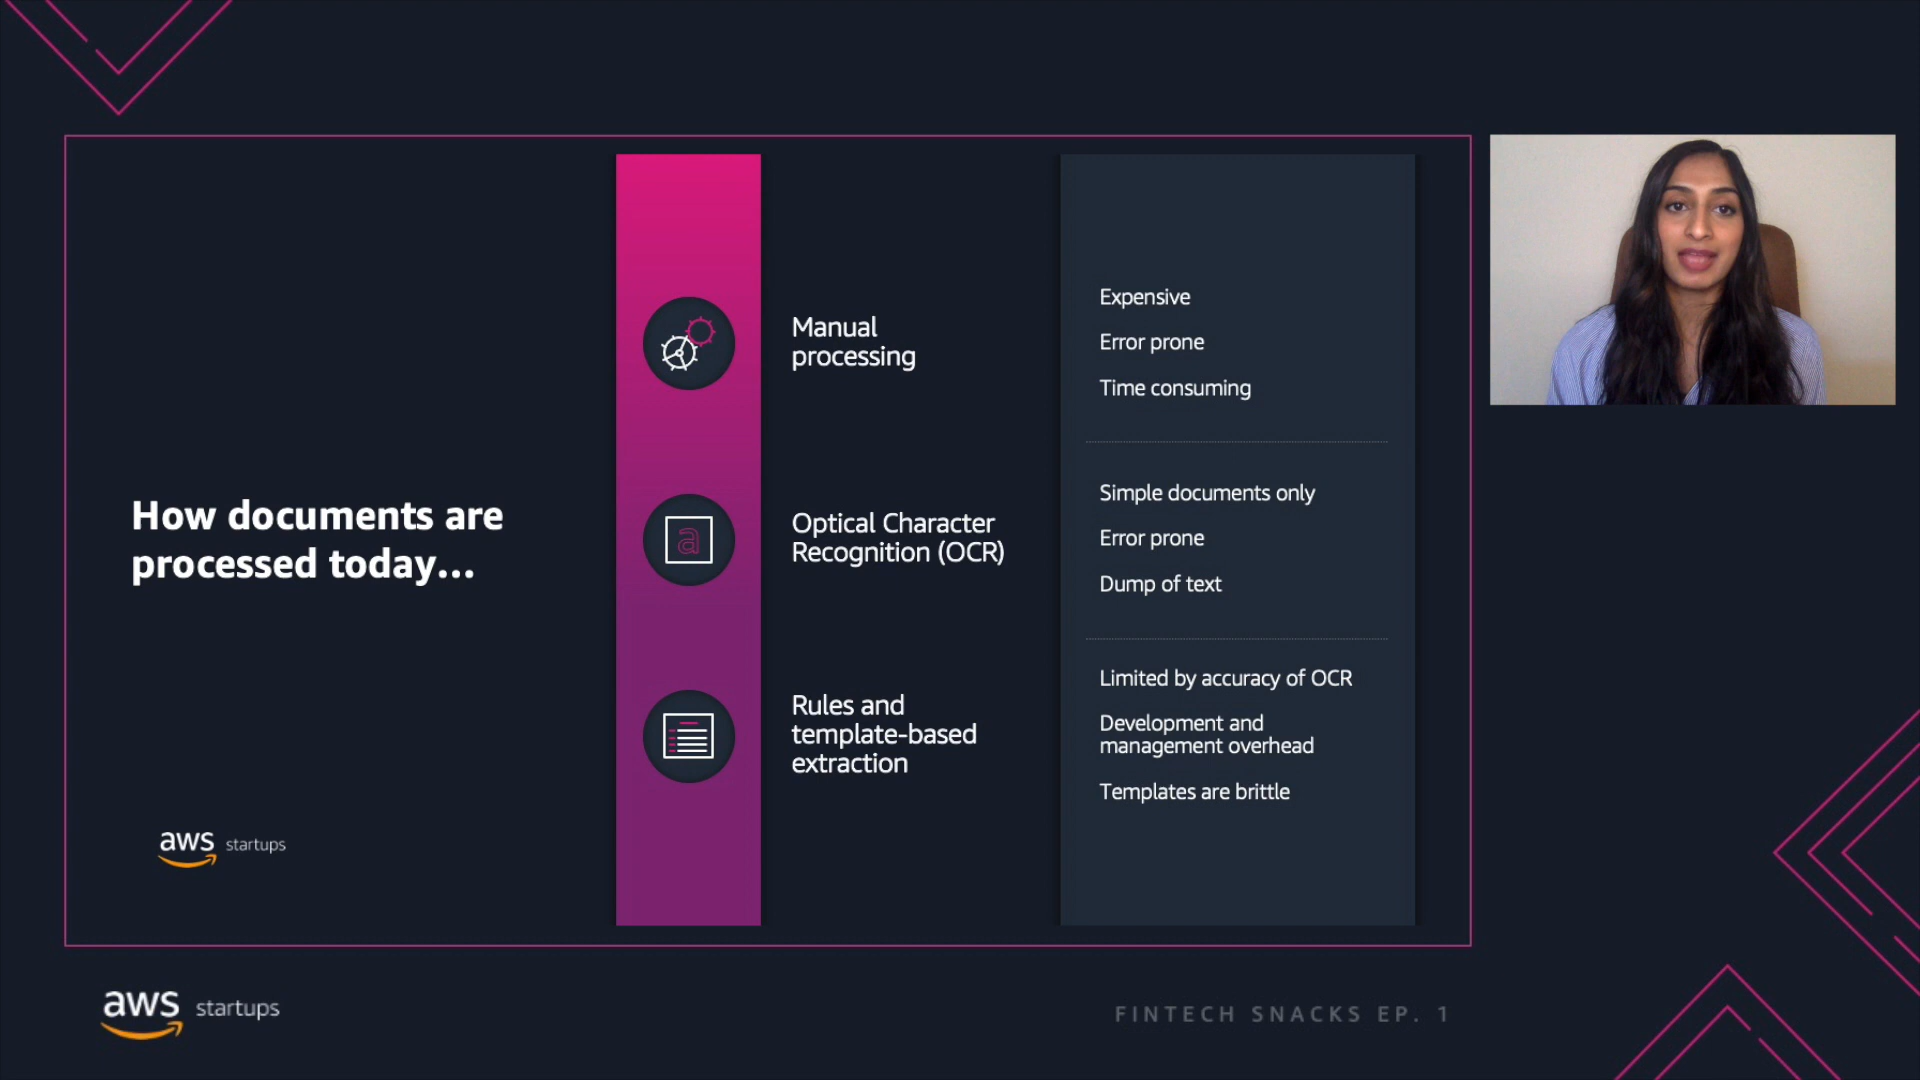 How documents are
processed today...
Manual
processing
Expensive
Error prone
Time consuming
a
Optical Character
Recognition (OCR)
Simple documents only
Error prone
Dump of text
Rules and
template-based
extraction
Limited by accuracy of OCR
Development and
management overhead
Templates are brittle
aws startups
aws startups
FINTECH SNACKS EP. 1